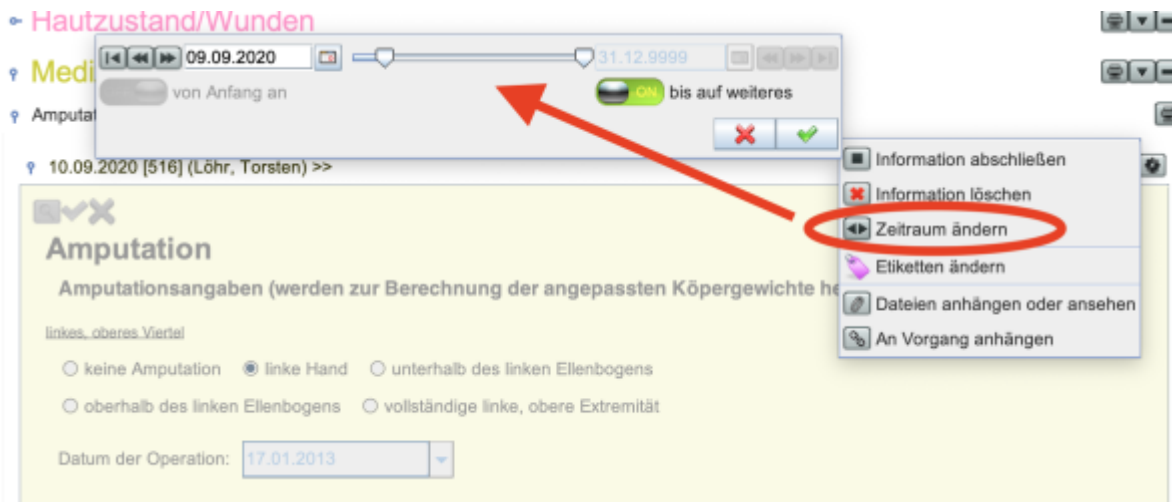 Hautzustand/Wunden
09.09.2020 31.12.9999
Medi
von Anfang an ON bis auf weiteres
Amputat
10.09.2020 [516] (Löhr, Torsten) >>
Information abschließen
Information löschen
Zeitraum ändern
Etiketten ändern
Dateien anhängen oder ansehen
An Vorgang anhängen
Amputation
Amputationsangaben (werden zur Berechnung der angepassten Köpergewichte he
linkes, oberes Viertel
keine Amputation linke Hand unterhalb des linken Ellenbogens
oberhalb des linken Ellenbogens vollständige linke, obere Extremität
Datum der Operation: 17.01.2013